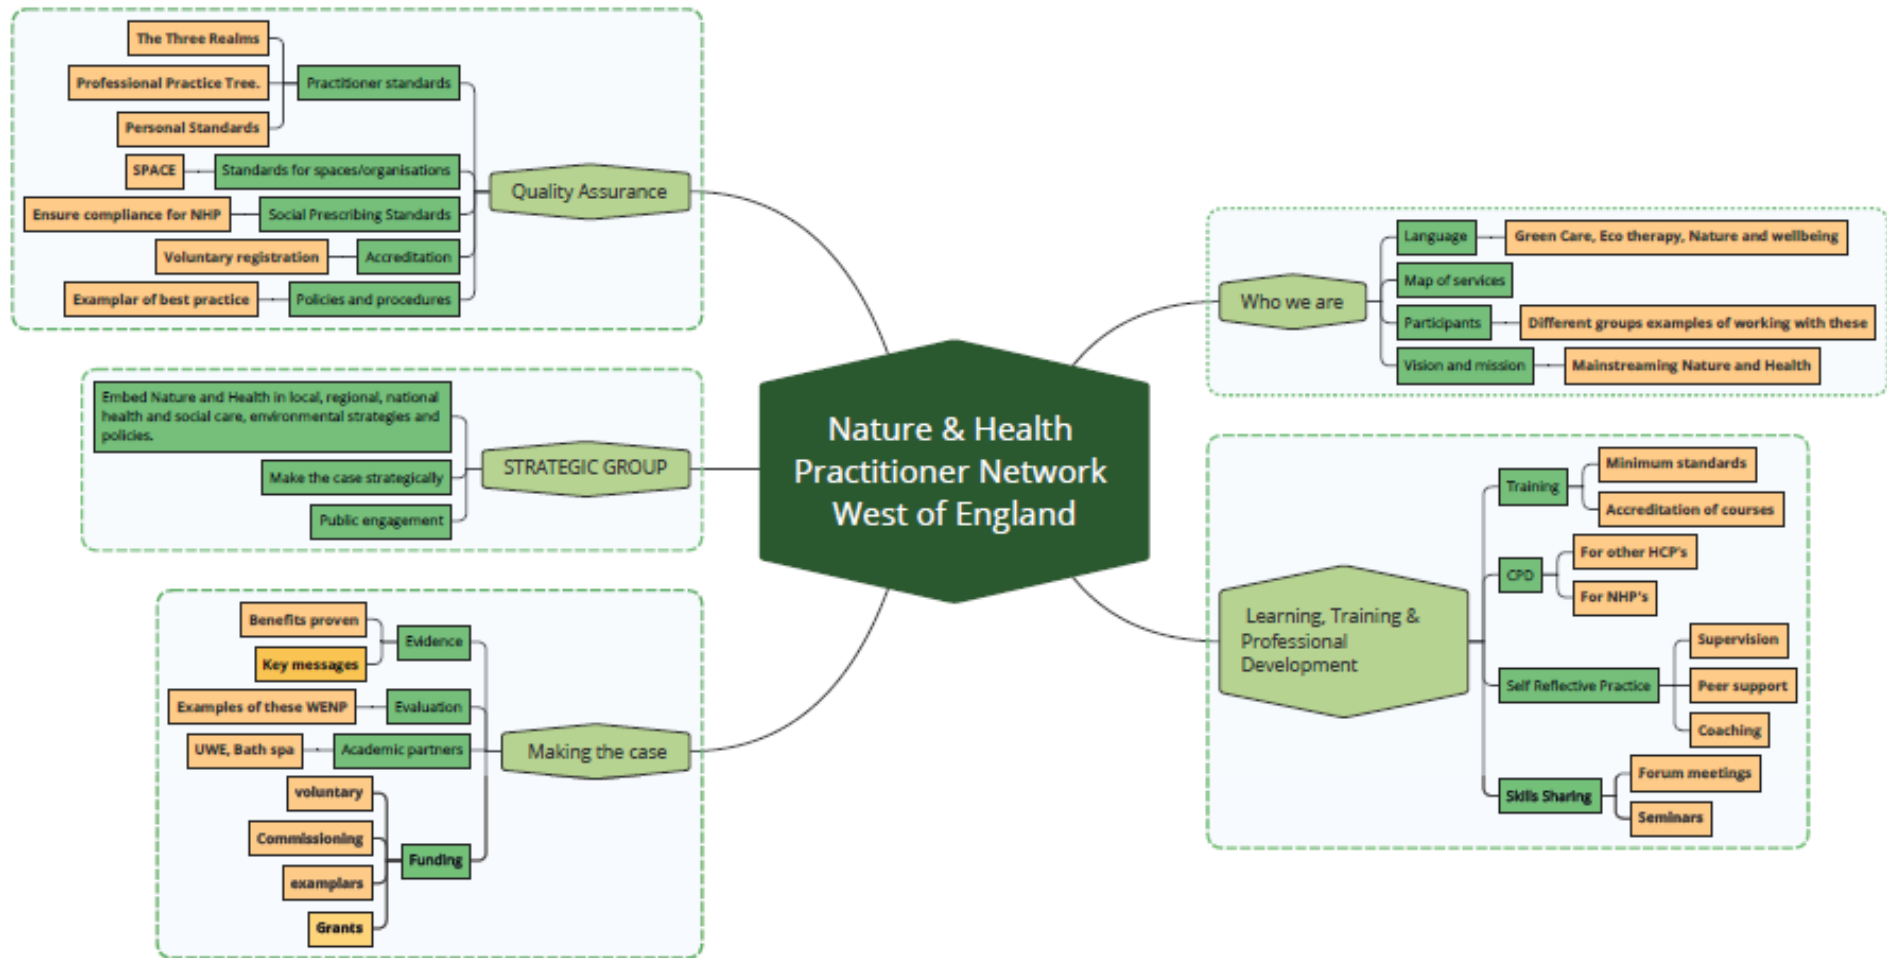 The Three Realms
Professional Practice Tree.
Personal Standards
Practitioner standards
SPACE
Standards for spaces/organisations
Ensure compliance for NHP
Social Prescribing Standards
Voluntary registration
Accreditation
Examplar of best practice
Policies and procedures
Quality Assurance
Embed Nature and Health in local, regional, national
health and social care, environmental strategies and
policies.
Make the case strategically
Public engagement
STRATEGIC GROUP
Benefits proven
Key messages
Evidence
Examples of these WENP
Evaluation
UWE, Bath spa
Academic partners
voluntary
Commissioning
examplars
Grants
Funding
Making the case
Nature & Health
Practitioner Network
West of England
Who we are
Language
Green Care, Eco therapy, Nature and wellbeing
Map of services
Participants
Different groups examples of working with these
Vision and mission
Mainstreaming Nature and Health
Learning, Training &
Professional
Development
Training
Minimum standards
Accreditation of courses
CPD
For other HCP's
For NHP's
Self Reflective Practice
Supervision
Peer support
Coaching
Skills Sharing
Forum meetings
Seminars